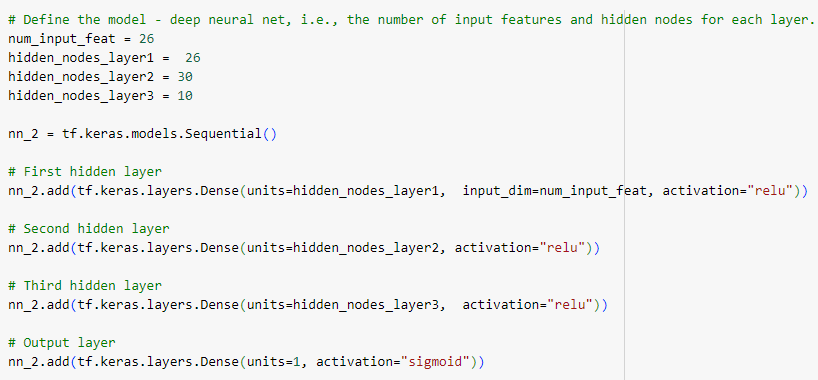 # Define the model - deep neural net, i.e., the number of input features and hidden nodes for each layer.
num_input_feat = 26
hidden_nodes_layer1 =  26
hidden_nodes_layer2 = 30
hidden_nodes_layer3 = 10
nn_2 = tf.keras.models.Sequential()
# First hidden layer
nn_2.add(tf.keras.layers.Dense(units=hidden_nodes_layer1,  input_dim=num_input_feat, activation="relu"))
# Second hidden layer
nn_2.add(tf.keras.layers.Dense(units=hidden_nodes_layer2, activation="relu"))
# Third hidden layer
nn_2.add(tf.keras.layers.Dense(units=hidden_nodes_layer3,  activation="relu"))
# Output layer
nn_2.add(tf.keras.layers.Dense(units=1, activation="sigmoid"))